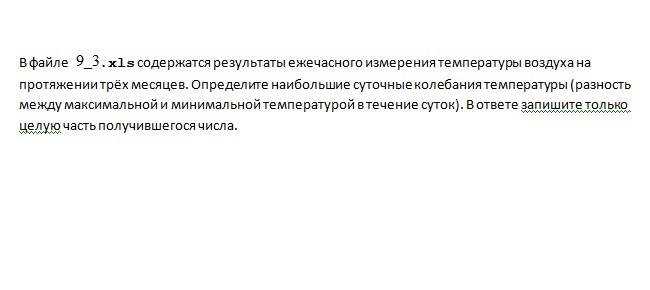 В файле 9_3.xls содержатся результаты ежечасного измерения температуры воздуха на
протяжении трёх месяцев. Определите наибольшие суточные колебания температуры (разность
между максимальной и минимальной температурой в течение суток). В ответе запишите только
целую часть получившегося числа.